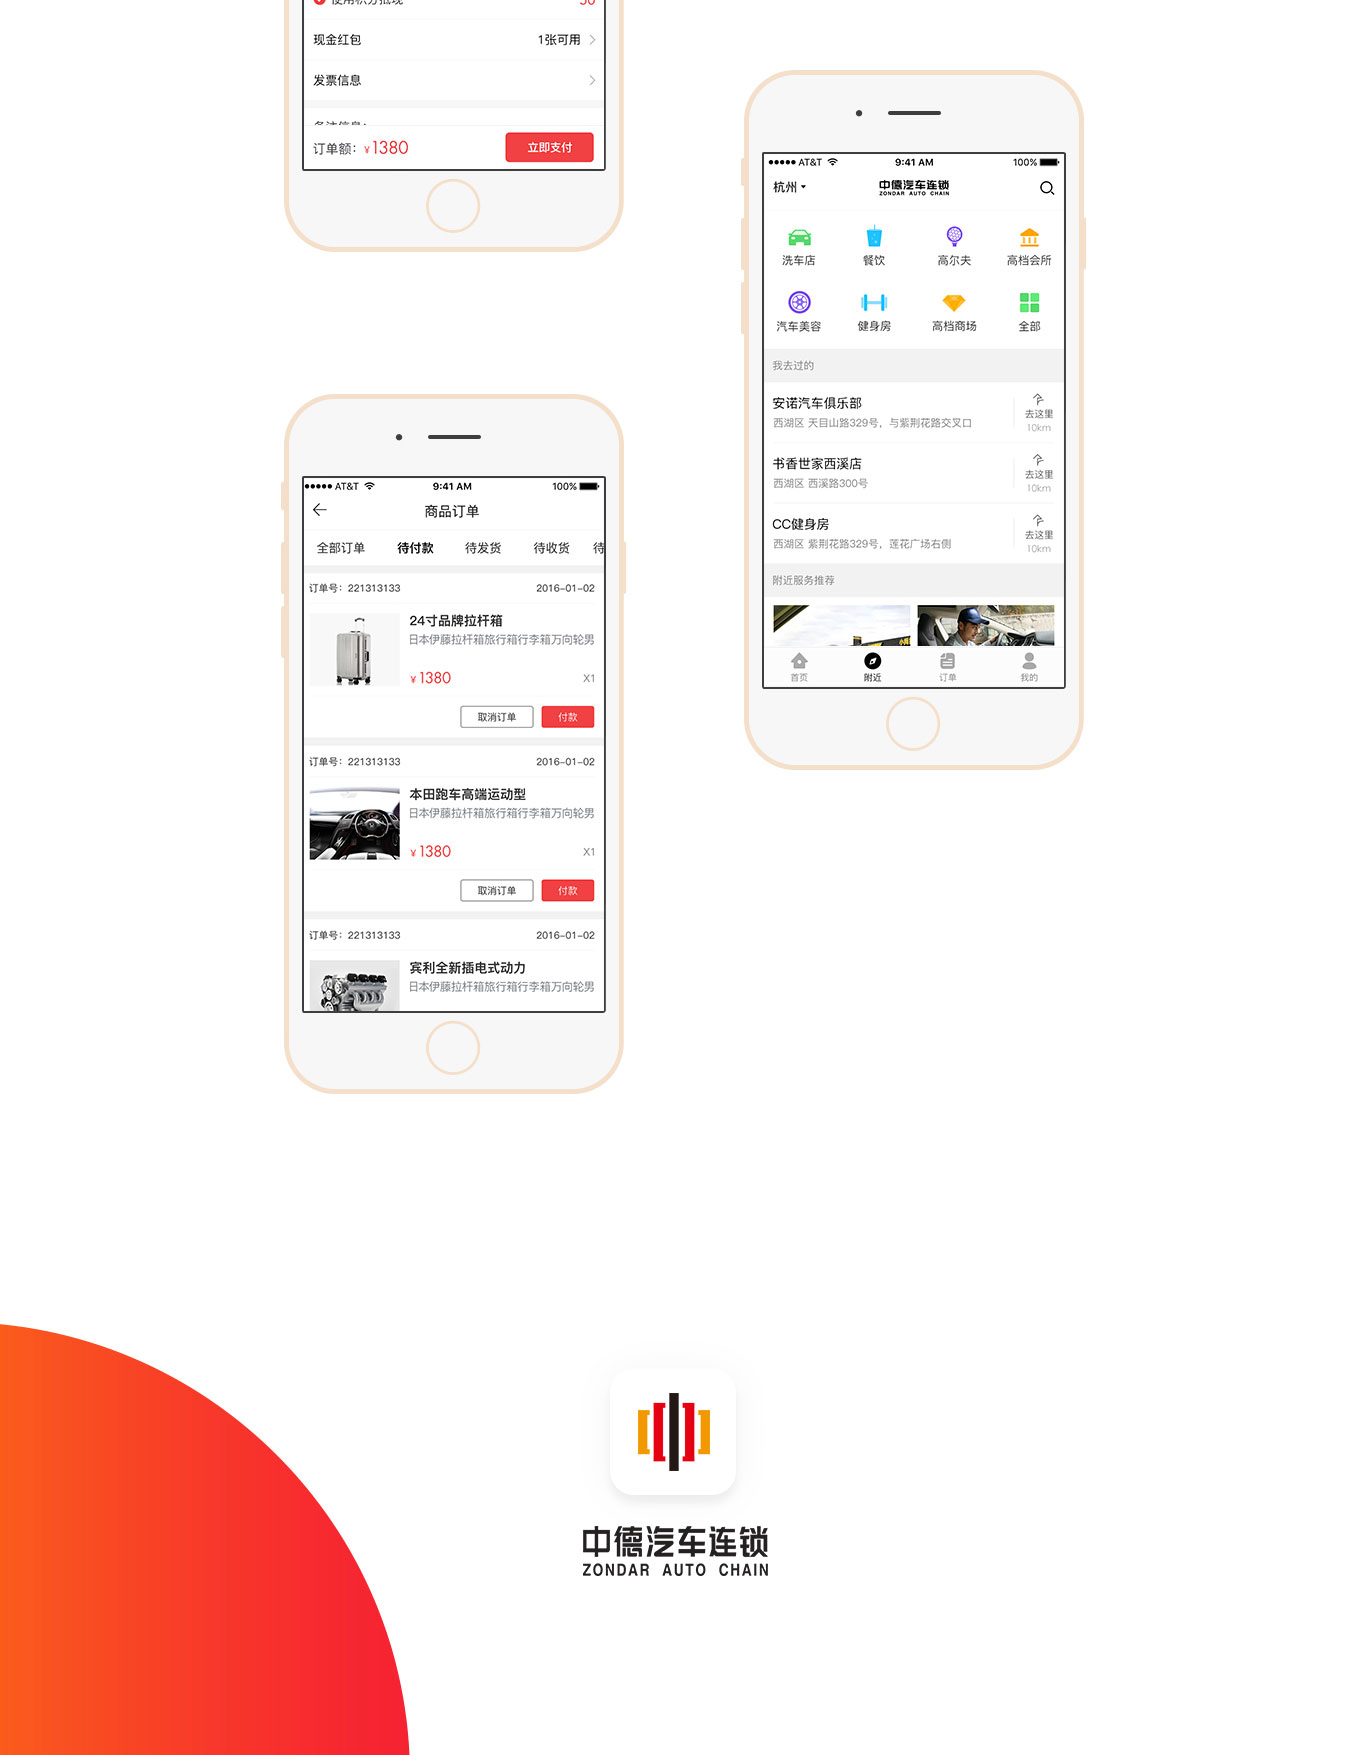 使用积分抵现 50
现金红包 1张可用
发票信息
备注信息：
订单额：¥1380 立即支付
AT&T 9:41 AM 100%
杭州 中德汽车连锁
ZONDAR AUTO CHAIN
洗车店 餐饮 高尔夫 高档会所
汽车美容 健身房 高档商场 全部
我去过的
安诺汽车俱乐部
西湖区 天目山路329号，与紫荆花路交叉口
去这里
10km
书香世家西溪店
西湖区 西溪路300号
去这里
10km
CC健身房
西湖区 紫荆花路329号，莲花广场右侧
去这里
10km
附近服务推荐
首页 附近 订单 我的
AT&T 9:41 AM 100%
商品订单
全部订单 待付款 待发货 待收货 待
订单号：221313133 2016-01-02
24寸品牌拉杆箱
日本伊藤拉杆箱旅行箱行李箱万向轮男
¥1380 X1
取消订单 付款
订单号：221313133 2016-01-02
本田跑车高端运动型
日本伊藤拉杆箱旅行箱行李箱万向轮男
¥1380 X1
取消订单 付款
订单号：221313133 2016-01-02
宾利全新插电式动力
日本伊藤拉杆箱旅行箱行李箱万向轮男
中德汽车连锁
ZONDAR AUTO CHAIN